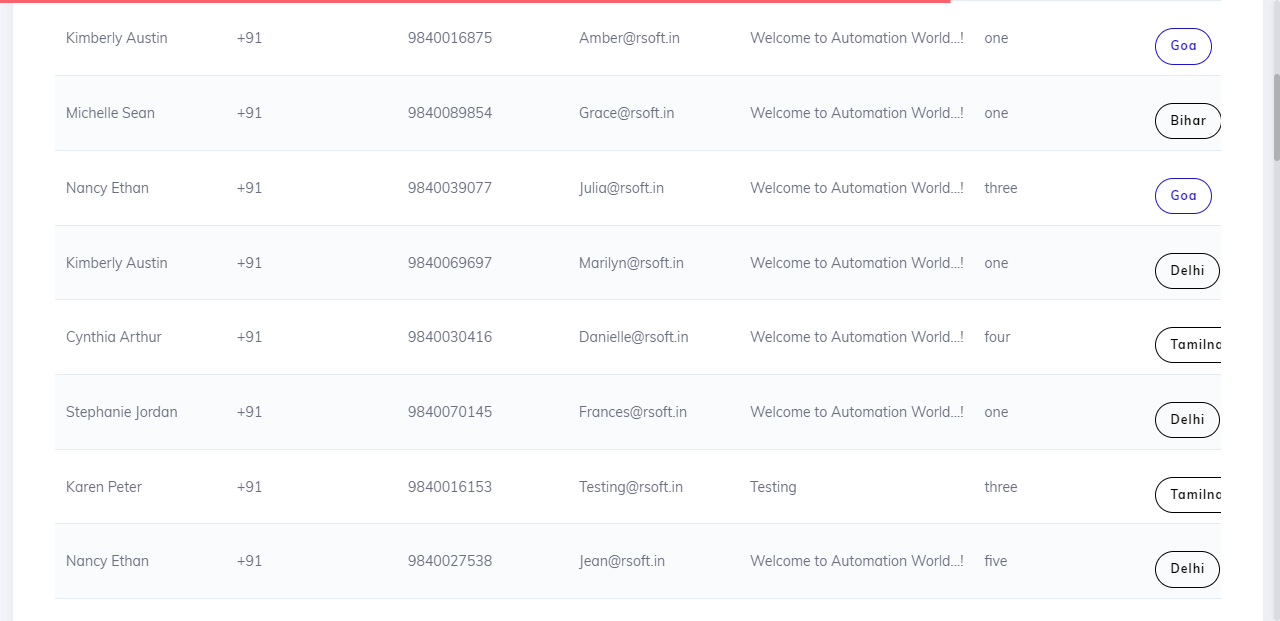 Kimberly Austin +91 9840016875 Amber@rsoft.in Welcome to Automation World...! one Goa
Michelle Sean +91 9840089854 Grace@rsoft.in Welcome to Automation World...! one Bihar
Nancy Ethan +91 9840039077 Julia@rsoft.in Welcome to Automation World...! three Goa
Kimberly Austin +91 9840069697 Marilyn@rsoft.in Welcome to Automation World...! one Delhi
Cynthia Arthur +91 9840030416 Danielle@rsoft.in Welcome to Automation World...! four Tamilna
Stephanie Jordan +91 9840070145 Frances@rsoft.in Welcome to Automation World...! one Delhi
Karen Peter +91 9840016153 Testing@rsoft.in Testing three Tamilna
Nancy Ethan +91 9840027538 Jean@rsoft.in Welcome to Automation World...! five Delhi